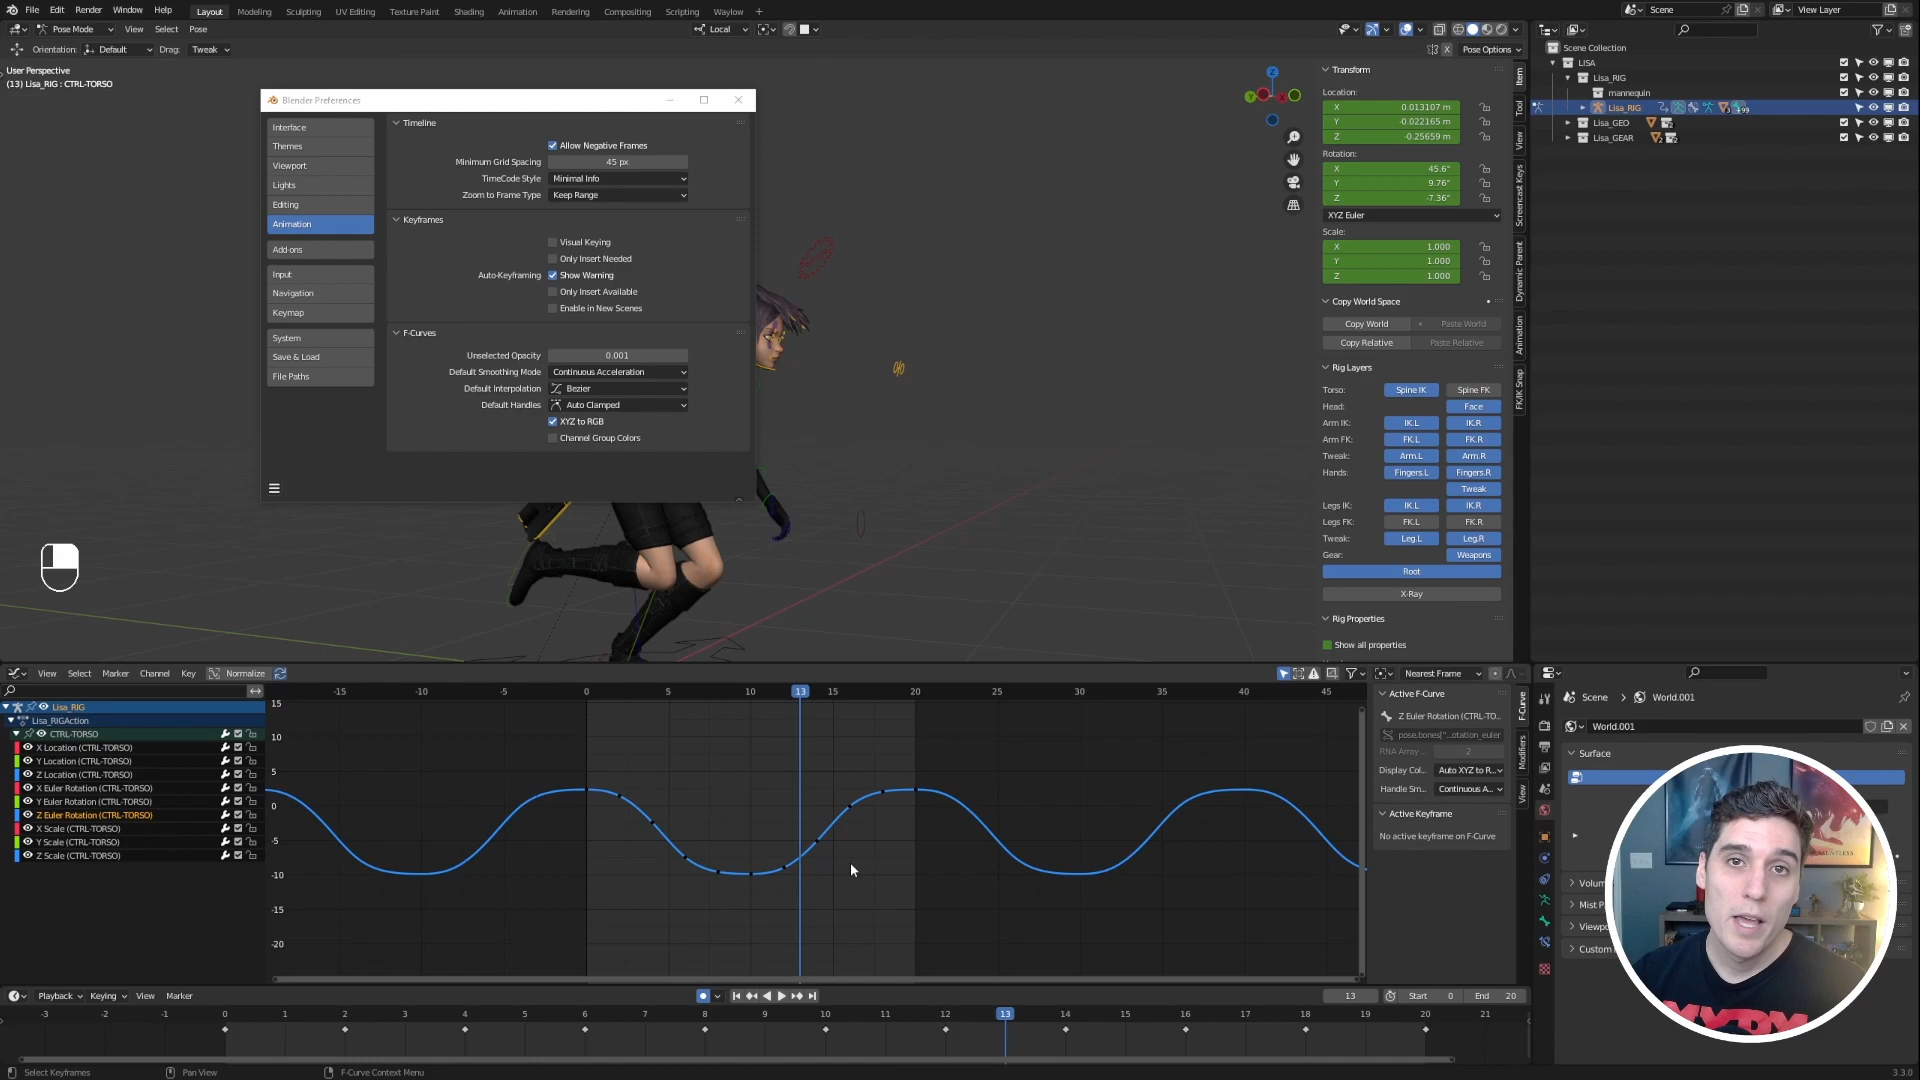 File Edit Render Window Help Layout Modeling Sculpting UV Editing Texture Paint Shading Animation Rendering Compositing Scripting Waylow + Scene View Layer
Pose Mode View Select Pose Local
Orientation: Default Drag: Tweak X Pose Options
User Perspective
(13) Lisa_RIG : CTRL-TORSO
Blender Preferences
Interface
Themes
Viewport
Lights
Editing
Animation
Add-ons
Input
Navigation
Keymap
System
Save & Load
File Paths
Timeline
Allow Negative Frames
Minimum Grid Spacing 45 px
TimeCode Style Minimal Info
Zoom to Frame Type Keep Range
Keyframes
Visual Keying
Only Insert Needed
Auto-Keyframing Show Warning
Only Insert Available
Enable in New Scenes
F-Curves
Unselected Opacity 0.001
Default Smoothing Mode Continuous Acceleration
Default Interpolation Bezier
Default Handles Auto Clamped
XYZ to RGB
Channel Group Colors
Z
Y
X
Transform
Location:
X 0.013107 m
Y -0.022165 m
Z -0.25659 m
Rotation:
X 45.6°
Y 9.76°
Z -7.36°
XYZ Euler
Scale:
X 1.000
Y 1.000
Z 1.000
Copy World Space
Copy World Paste World
Copy Relative Paste Relative
Rig Layers
Torso: Spine IK Spine FK
Head: Face
Arm IK: IK.L IK.R
Arm FK: FK.L FK.R
Tweak: Arm.L Arm.R
Hands: Fingers.L Fingers.R
Tweak
Legs IK: IK.L IK.R
Legs FK: FK.L FK.R
Tweak: Leg.L Leg.R
Gear: Weapons
Root
X-Ray
Rig Properties
Show all properties
Item
Tool
View
Screencast Keys
Dynamic Parent
Animation
FK/IK Snap
Scene Collection
LISA
Lisa_RIG
mannequin
Lisa_RIG
Lisa_GEO
Lisa_GEAR
View Select Marker Channel Key Normalize Nearest Frame
-15 -10 -5 0 5 10 13 15 20 25 30 35 40 45
Lisa_RIG
Lisa_RIGAction
CTRL-TORSO
X Location (CTRL-TORSO)
Y Location (CTRL-TORSO)
Z Location (CTRL-TORSO)
X Euler Rotation (CTRL-TORSO)
Y Euler Rotation (CTRL-TORSO)
Z Euler Rotation (CTRL-TORSO)
X Scale (CTRL-TORSO)
Y Scale (CTRL-TORSO)
Z Scale (CTRL-TORSO)
15
10
5
0
-5
-10
-15
-20
Active F-Curve
Z Euler Rotation (CTRL-TO...
pose.bones["...otation_euler
RNA Array ... 2
Display Col... Auto XYZ to R...
Handle Sm... Continuous A...
Active Keyframe
No active keyframe on F-Curve
F-Curve
Modifiers
View
Scene World.001
World.001
Surface
Volu
Mist P
Viewpo
Custom
DAUNTLESS
Playback Keying View Marker 13 Start 0 End 20
-3 -2 -1 0 1 2 3 4 5 6 7 8 9 10 11 12 13 14 15 16 17 18 19 20 21
Select Keyframes Pan View F-Curve Context Menu 3.3.0